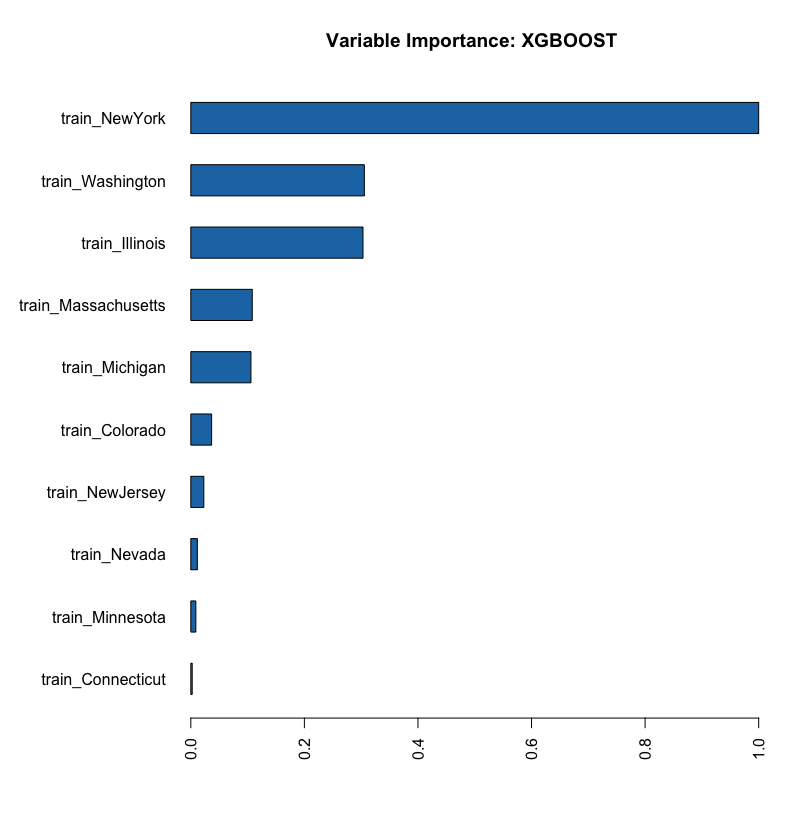 Variable Importance: XGBOOST
train_NewYork
train_Washington
train_Illinois
train_Massachusetts
train_Michigan
train_Colorado
train_NewJersey
train_Nevada
train_Minnesota
train_Connecticut
0.0
0.2
0.4
0.6
0.8
1.0